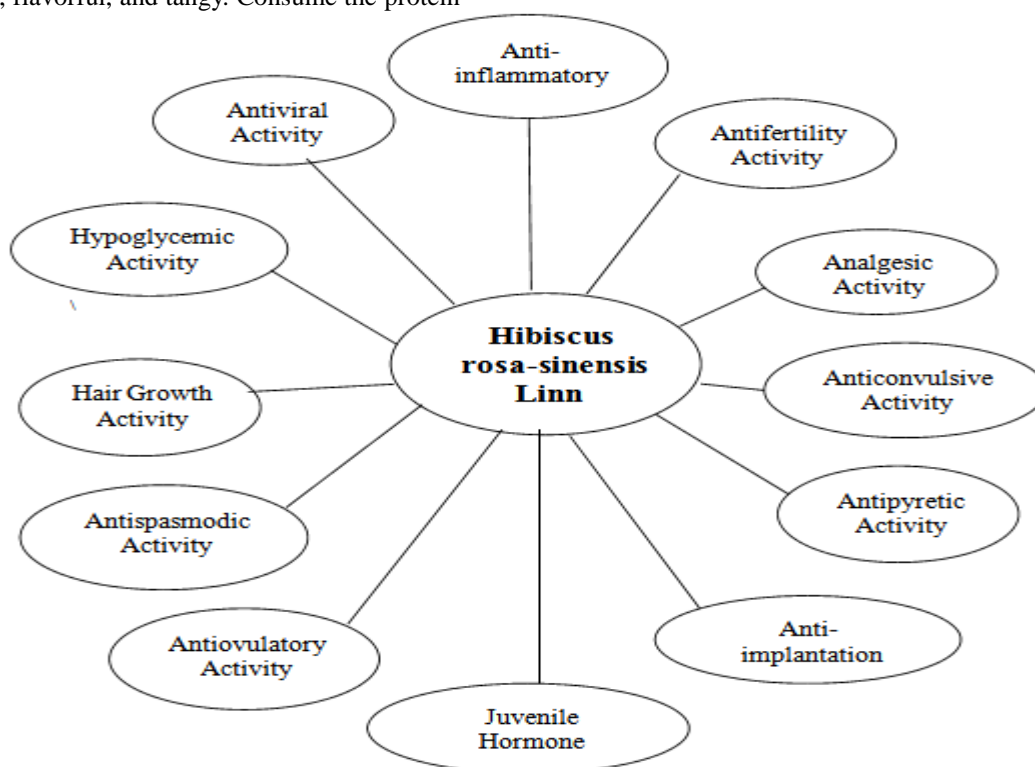 , flavorful, and tangy. Consume the protein
Anti-
inflammatory
Antiviral
Activity
Antifertility
Activity
Hypoglycemic
Activity
Analgesic
Activity
Hibiscus
rosa-sinensis
Linn
Hair Growth
Activity
Anticonvulsive
Activity
Antispasmodic
Activity
Antipyretic
Activity
Antiovulatory
Activity
Anti-
implantation
Juvenile
Hormone